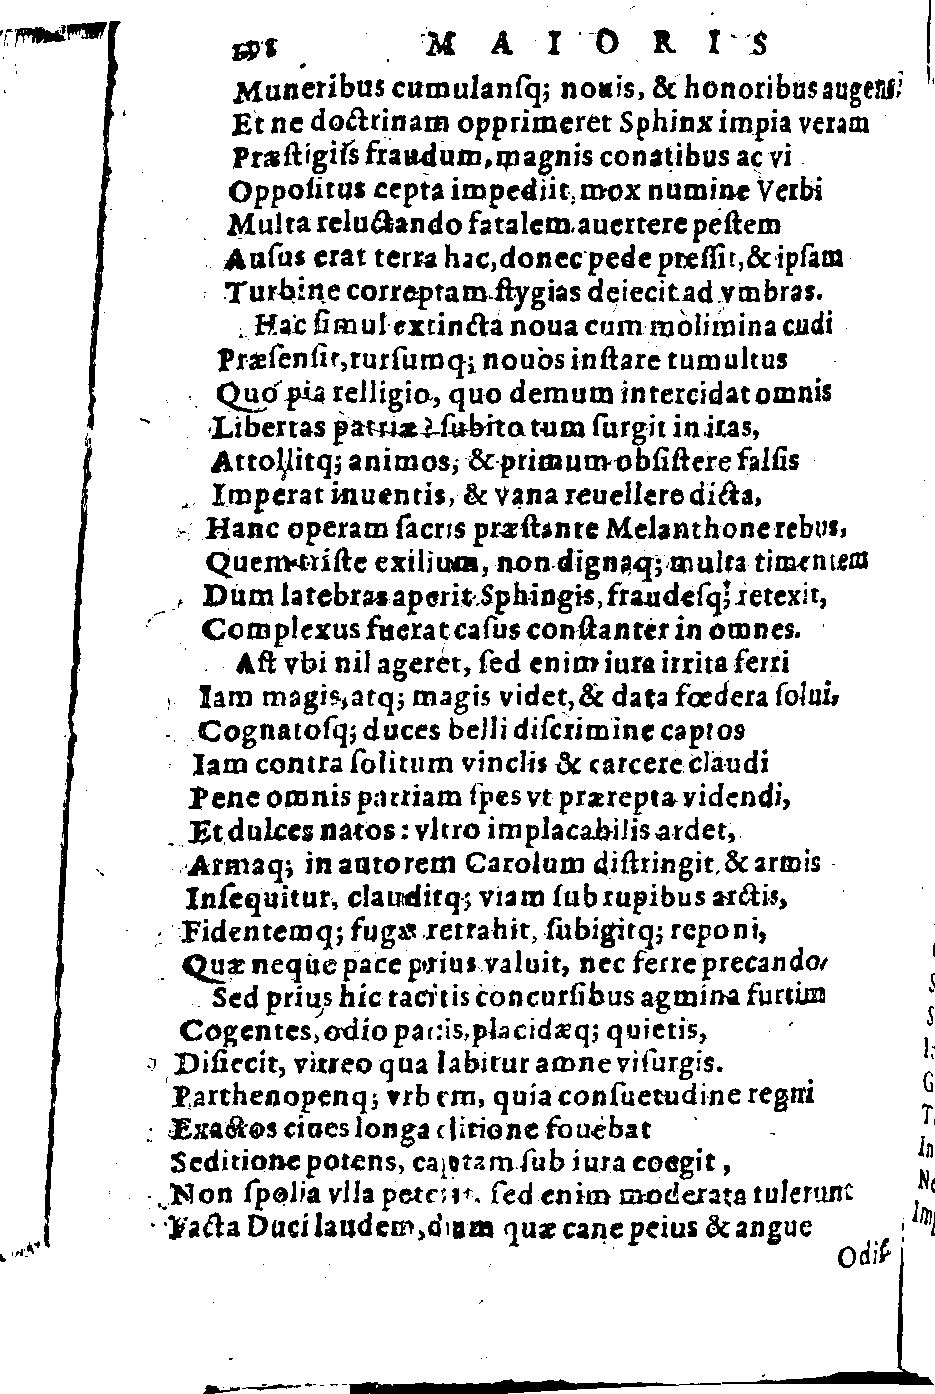 M A I O R I S
Muneribus cumulanſq; nouis, & honoribus augens;
Et ne doctrinam opprimeret Sphinx impia veram
Præſtigiis fraudum, magnis conatibus ac vi
Oppoſitus cepta impediit, mox numine Verbi
Multa reluctando fatalem auertere peſtem
Auſus erat terra hac, donec pede preſſit, & ipſam
Turbine correptam ſtygias deiecit ad vmbras.
Hac ſimul extincta noua cum molimina cudi
Præſenſit, rurſumq; nouos inſtare tumultus
Quo pia relligio, quo demum intercidat omnis
Libertas patriæ: ſubito tum ſurgit in iras,
Attollitq; animos, & primum obſiſtere falſis
Imperat inuentis, & vana reuellere dicta,
Hanc operam ſacris præſtante Melanthone rebus,
Quem triſte exilium, non dignaq; multa timentem
Dum latebras aperit Sphingis, fraudeſq; retexit,
Complexus fuerat caſus conſtanter in omnes.
Aſt vbi nil ageret, ſed enim iura irrita ferri
Iam magis, atq; magis videt, & data fœdera ſolui,
Cognatoſq; duces belli diſcrimine captos
Iam contra ſolitum vinclis & carcere claudi
Pene omnis patriam ſpes vt prærepta videndi,
Et dulces natos: vltro implacabilis ardet,
Armaq; in autorem Carolum diſtringit, & armis
Inſequitur, clauditq; viam ſub rupibus arctis,
Fidentemq; fugæ retrahit, ſubigitq; reponi,
Quæ neque pace prius valuit, nec ferre precando,
Sed prius hic tacitis concurſibus agmina furtim
Cogentes, odio pacis, placidæq; quietis,
Diſiecit, vitreo qua labitur amne viſurgis.
Parthenopenq; vrbem, quia conſuetudine regni
Exactos ciues longa ditione fouebat
Seditione potens, captam ſub iura coegit,
Non ſpolia vlla petens, ſed enim moderata tulerunt
Facta Duci laudem, dum quæ cane peius & angue
Odiſ-